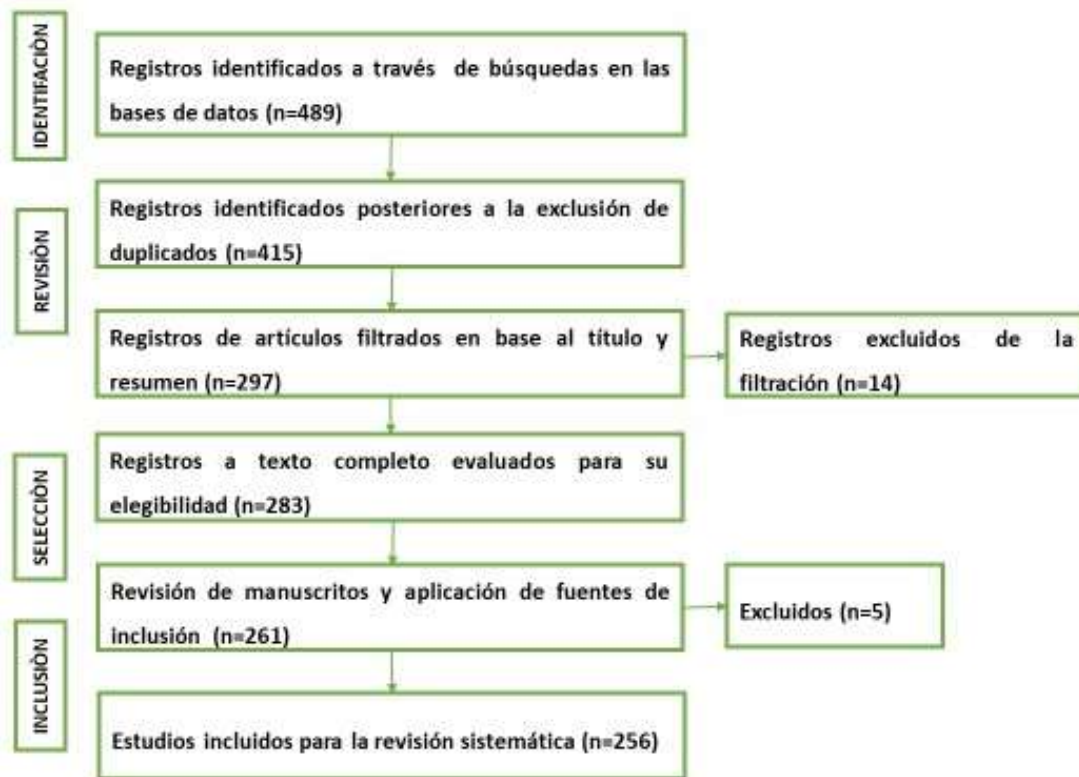 IDENTIFACIÒN
Registros identificados a través de búsquedas en las
bases de datos (n=489)
REVISIÒN
Registros identificados posteriores a la exclusión de
duplicados (n=415)
Registros de artículos filtrados en base al título y
resumen (n=297)
Registros excluidos de la
filtración (n=14)
SELECCIÒN
Registros a texto completo evaluados para su
elegibilidad (n=283)
Revisión de manuscritos y aplicación de fuentes de
inclusión (n=261)
Excluidos (n=5)
INCLUSIÒN
Estudios incluidos para la revisión sistemática (n=256)